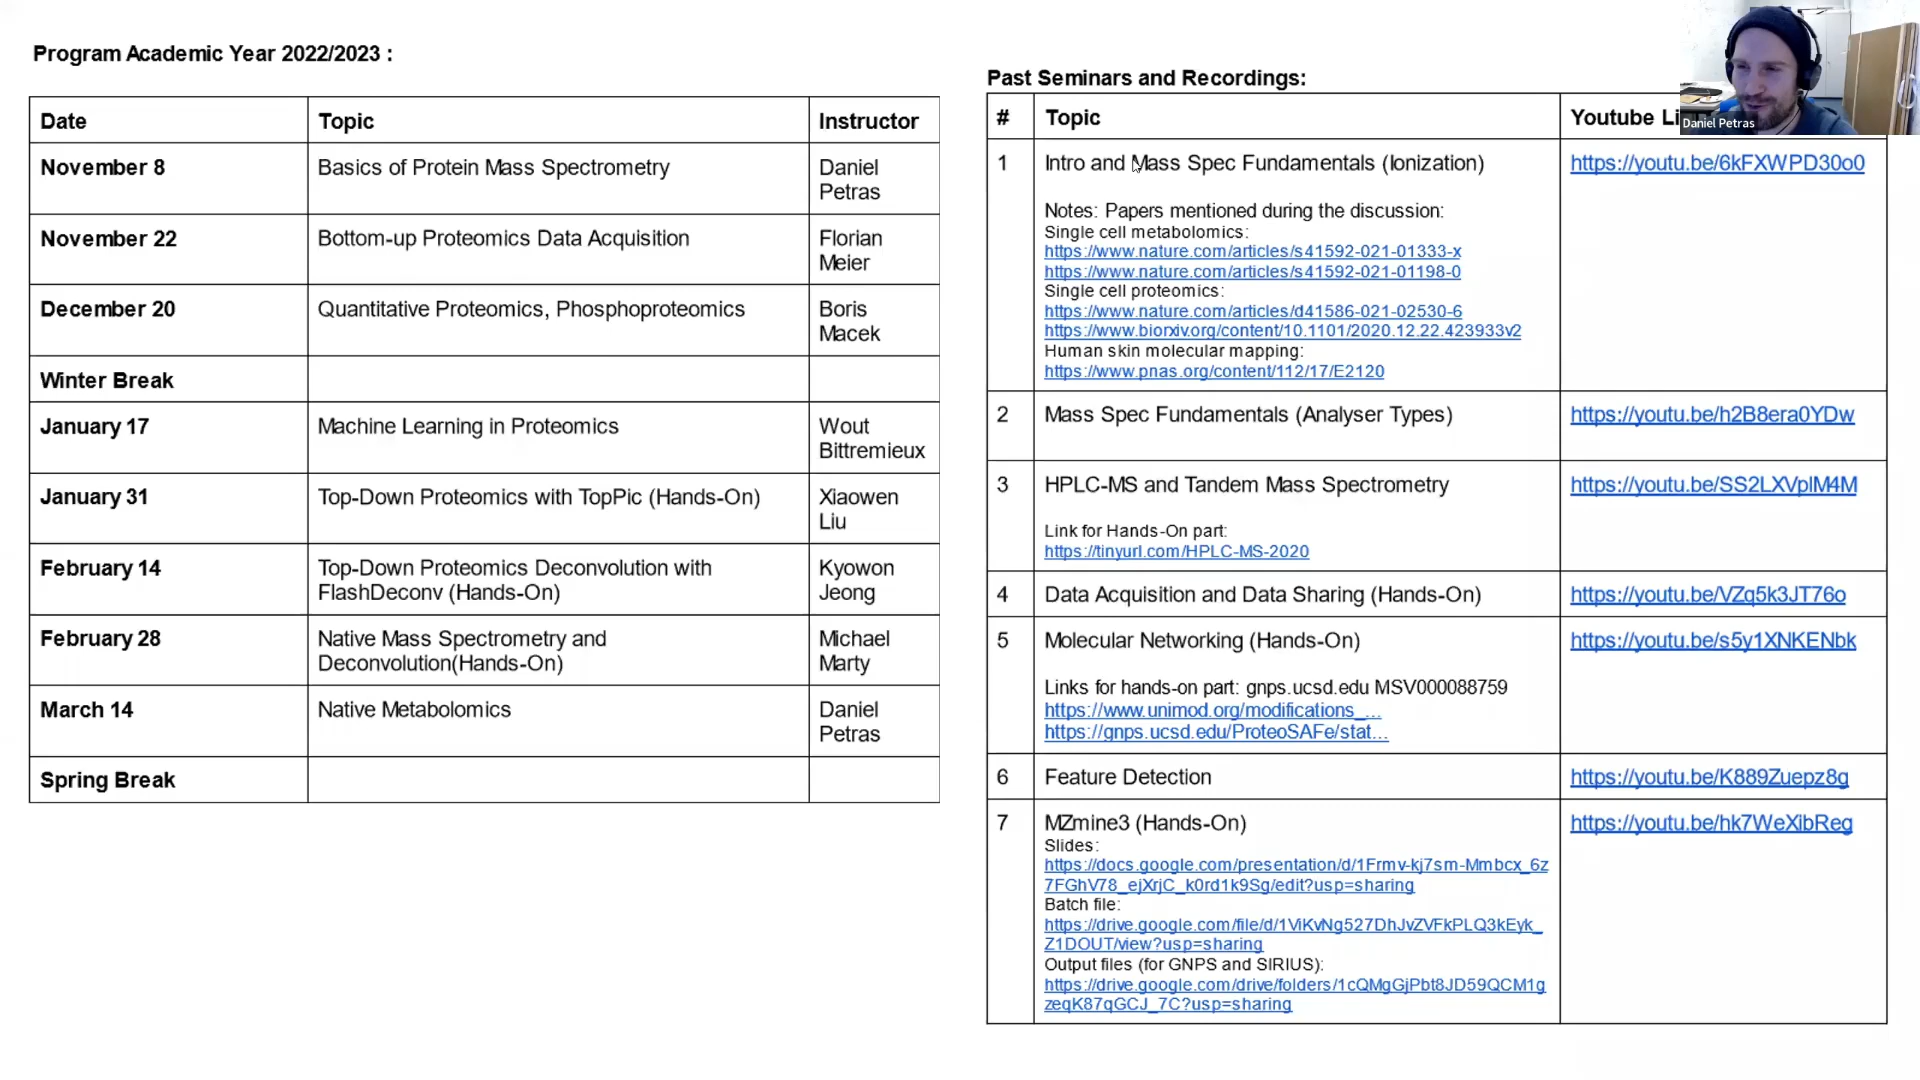 Program Academic Year 2022/2023 :
Date Topic Instructor
November 8 Basics of Protein Mass Spectrometry Daniel
Petras
November 22 Bottom-up Proteomics Data Acquisition Florian
Meier
December 20 Quantitative Proteomics, Phosphoproteomics Boris
Macek
Winter Break
January 17 Machine Learning in Proteomics Wout
Bittremieux
January 31 Top-Down Proteomics with TopPic (Hands-On) Xiaowen
Liu
February 14 Top-Down Proteomics Deconvolution with Kyowon
FlashDeconv (Hands-On) Jeong
February 28 Native Mass Spectrometry and Michael
Deconvolution(Hands-On) Marty
March 14 Native Metabolomics Daniel
Petras
Spring Break
Past Seminars and Recordings:
# Topic Youtube Li
Daniel Petras
1 Intro and Mass Spec Fundamentals (Ionization) https://youtu.be/6kFXWPD30o0
Notes: Papers mentioned during the discussion:
Single cell metabolomics:
https://www.nature.com/articles/s41592-021-01333-x
https://www.nature.com/articles/s41592-021-01198-0
Single cell proteomics:
https://www.nature.com/articles/d41586-021-02530-6
https://www.biorxiv.org/content/10.1101/2020.12.22.423933v2
Human skin molecular mapping:
https://www.pnas.org/content/112/17/E2120
2 Mass Spec Fundamentals (Analyser Types) https://youtu.be/h2B8era0YDw
3 HPLC-MS and Tandem Mass Spectrometry https://youtu.be/SS2LXVplM4M
Link for Hands-On part:
https://tinyurl.com/HPLC-MS-2020
4 Data Acquisition and Data Sharing (Hands-On) https://youtu.be/VZq5k3JT76o
5 Molecular Networking (Hands-On) https://youtu.be/s5y1XNKENbk
Links for hands-on part: gnps.ucsd.edu MSV000088759
https://www.unimod.org/modifications_...
https://gnps.ucsd.edu/ProteoSAFe/stat...
6 Feature Detection https://youtu.be/K889Zuepz8g
7 MZmine3 (Hands-On) https://youtu.be/hk7WeXibReg
Slides:
https://docs.google.com/presentation/d/1Frmv-kj7sm-Mmbcx_6z
7FGhV78_ejXrjC_k0rd1k9Sg/edit?usp=sharing
Batch file:
https://drive.google.com/file/d/1ViKvNg527DhJvZVFkPLQ3kEyk_
Z1DOUT/view?usp=sharing
Output files (for GNPS and SIRIUS):
https://drive.google.com/drive/folders/1cQMgGjPbt8JD59QCM1g
zeqK87qGCJ_7C?usp=sharing